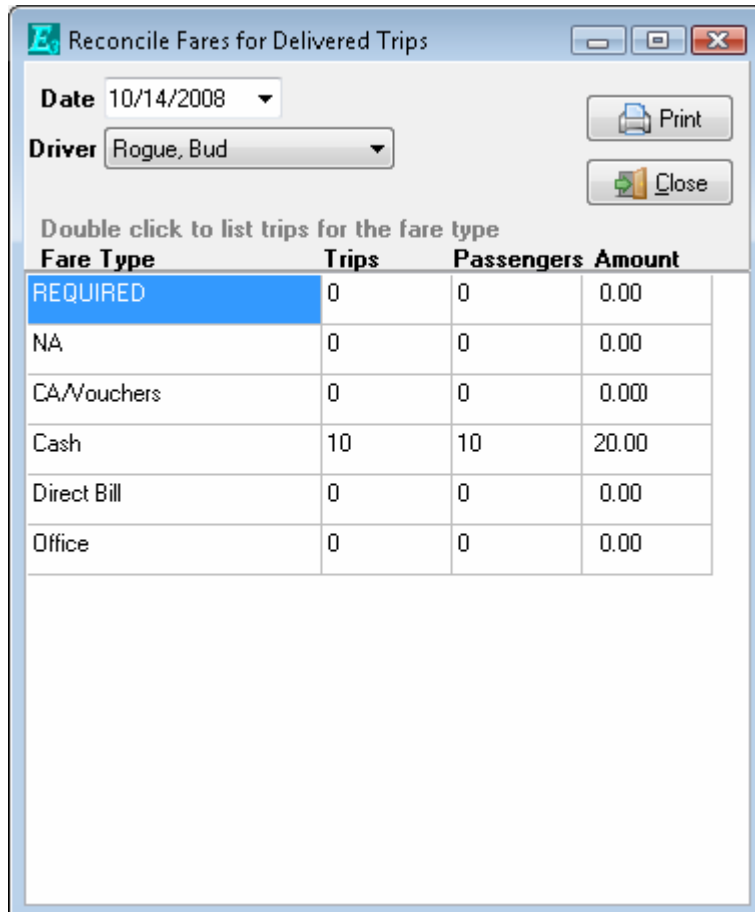 E3 Reconcile Fares for Delivered Trips
Date 10/14/2008
Print
Driver Rogue, Bud
Close
Double click to list trips for the fare type
Fare Type Trips Passengers Amount
REQUIRED 0 0 0.00
NA 0 0 0.00
CA/Vouchers 0 0 0.000
Cash 10 10 20.00
Direct Bill 0 0 0.00
Office 0 0 0.00